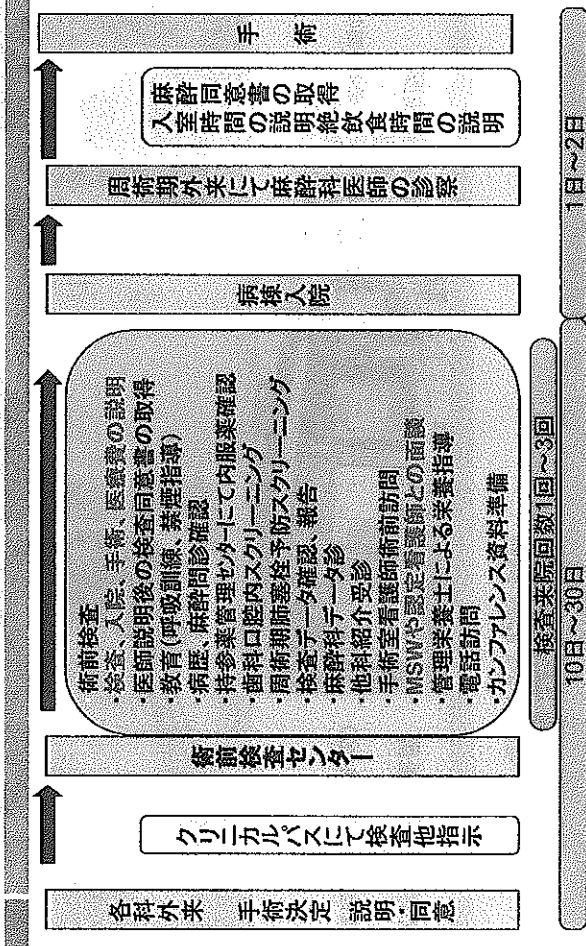 各科外来 手術決定 説明・同意
クリニカルパスにて検査他指示
術前検査センター
術前検査
・検査、入院、手術、医療費の説明
・医師説明後の検査同意書の取得
・教育(呼吸訓練、禁煙指導)
・病歴、麻酔問診確認
・持参薬管理センターにて内服薬確認
・歯科口腔内スクリーニング
・周術期肺塞栓予防スクリーニング
・検査データ確認、報告
・麻酔科データ診
・他科紹介受診
・手術室看護師術前訪問
・MSWや認定看護師との面談
・管理栄養士による栄養指導
・電話訪問
・カンファレンス資料準備
検査来院回数1回~3回
10日~30日
病棟入院
周術期外来にて麻酔科医師の診察
麻酔同意書の取得
入室時間の説明絶飲食時間の説明
手術
1日~2日